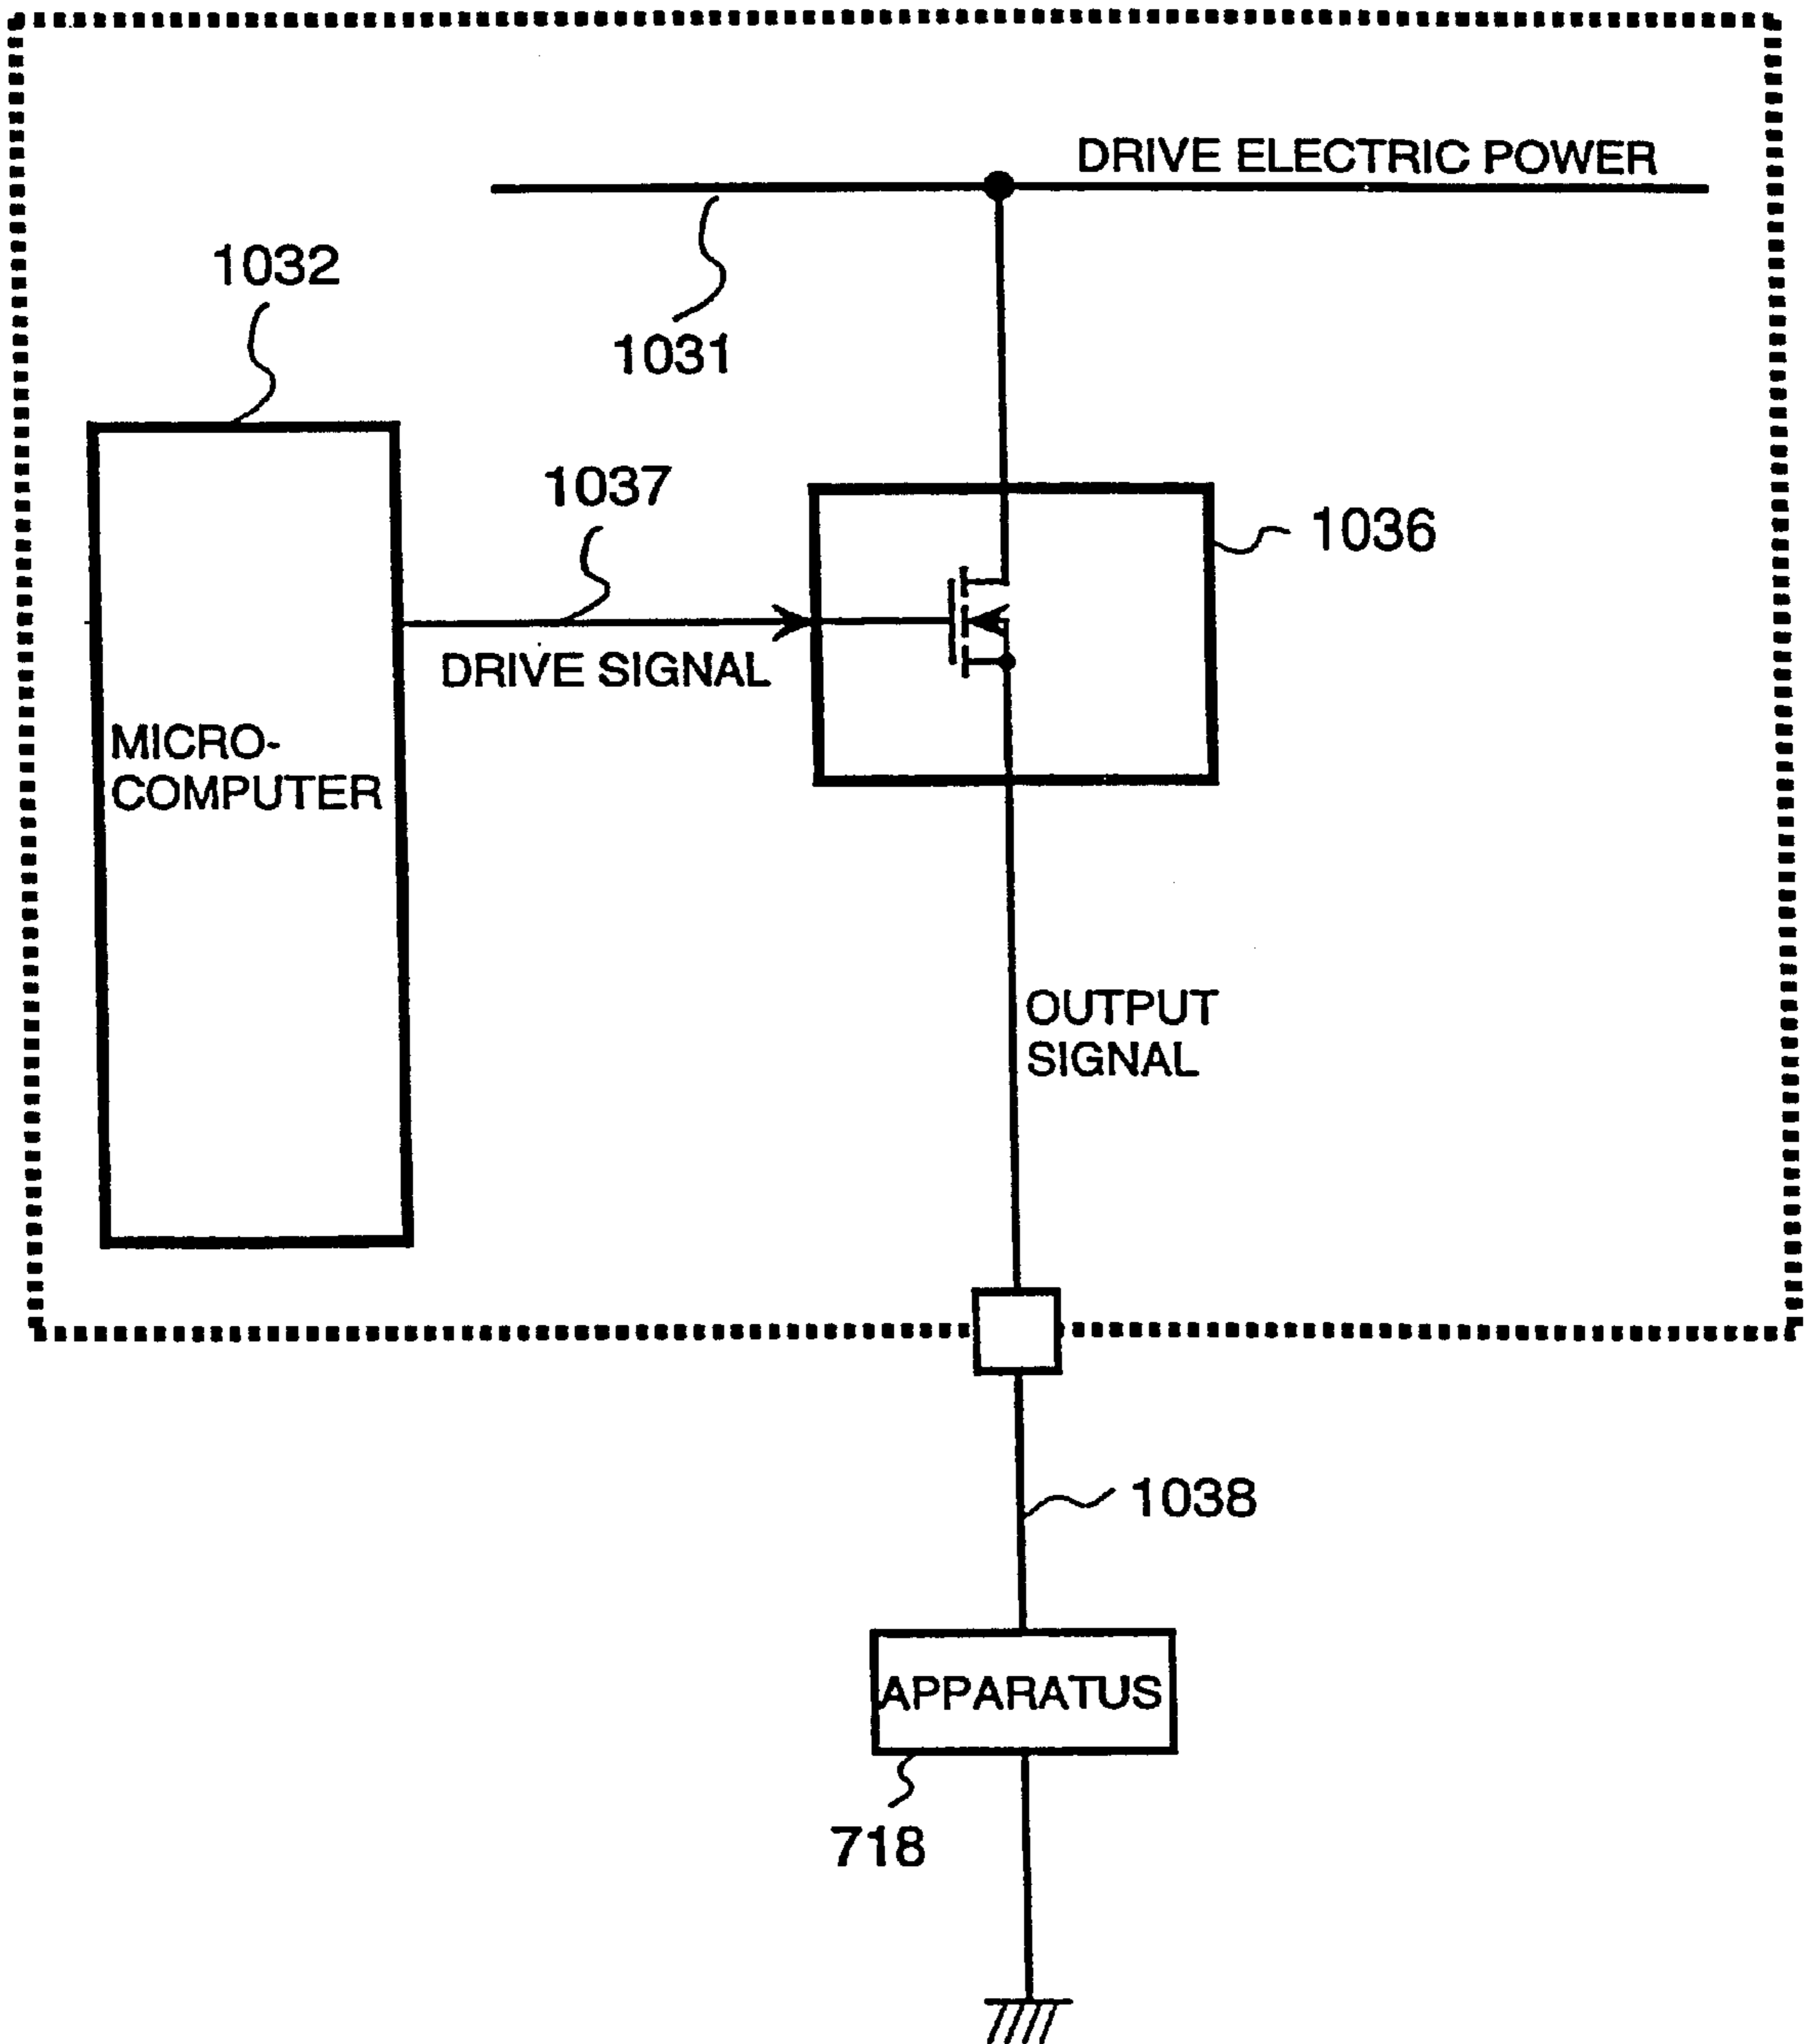 DRIVE ELECTRIC POWER
1032
1031
1037
1036
DRIVE SIGNAL
MICRO-
COMPUTER
OUTPUT
SIGNAL
1038
APPARATUS
718